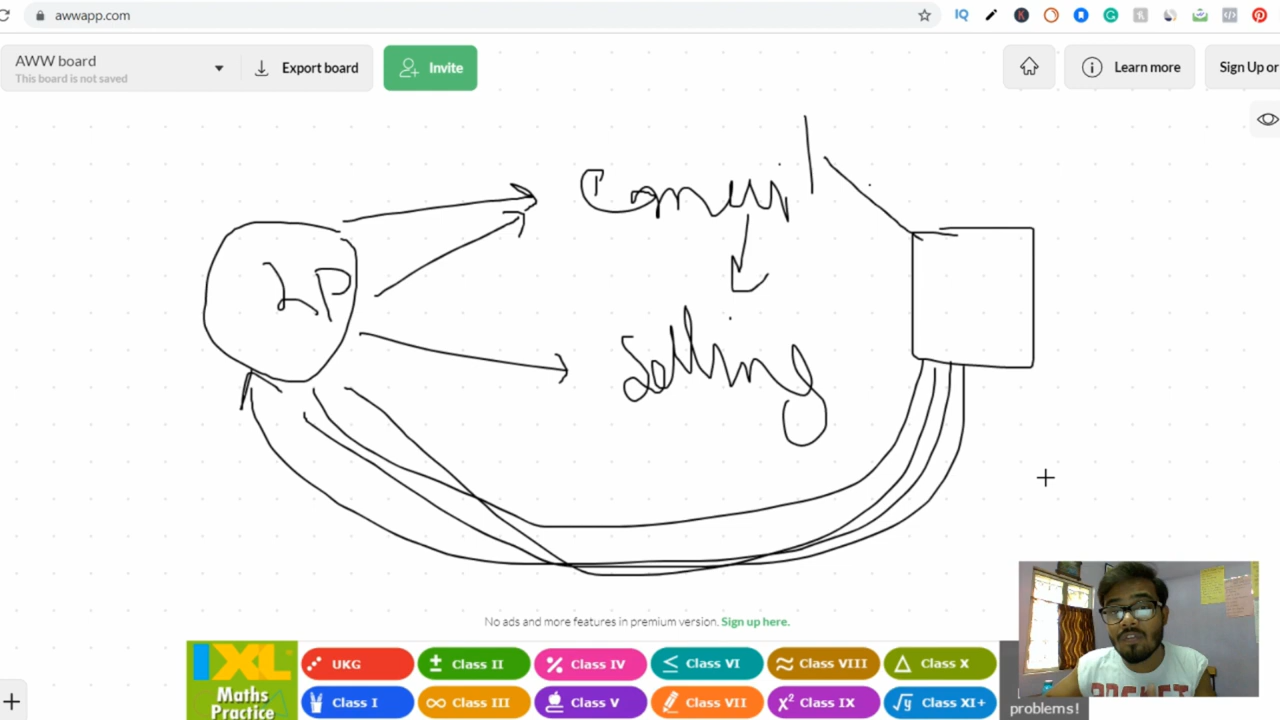 awwapp.com
IQ
AWW board
This board is not saved
Export board
Invite
Learn more
Sign Up or
LP
Selling
No ads and more features in premium version. Sign up here.
IXL
Maths
Practice
UKG
Class II
Class IV
Class VI
Class VIII
Class X
Class I
Class III
Class V
Class VII
Class IX
Class XI+
problems!